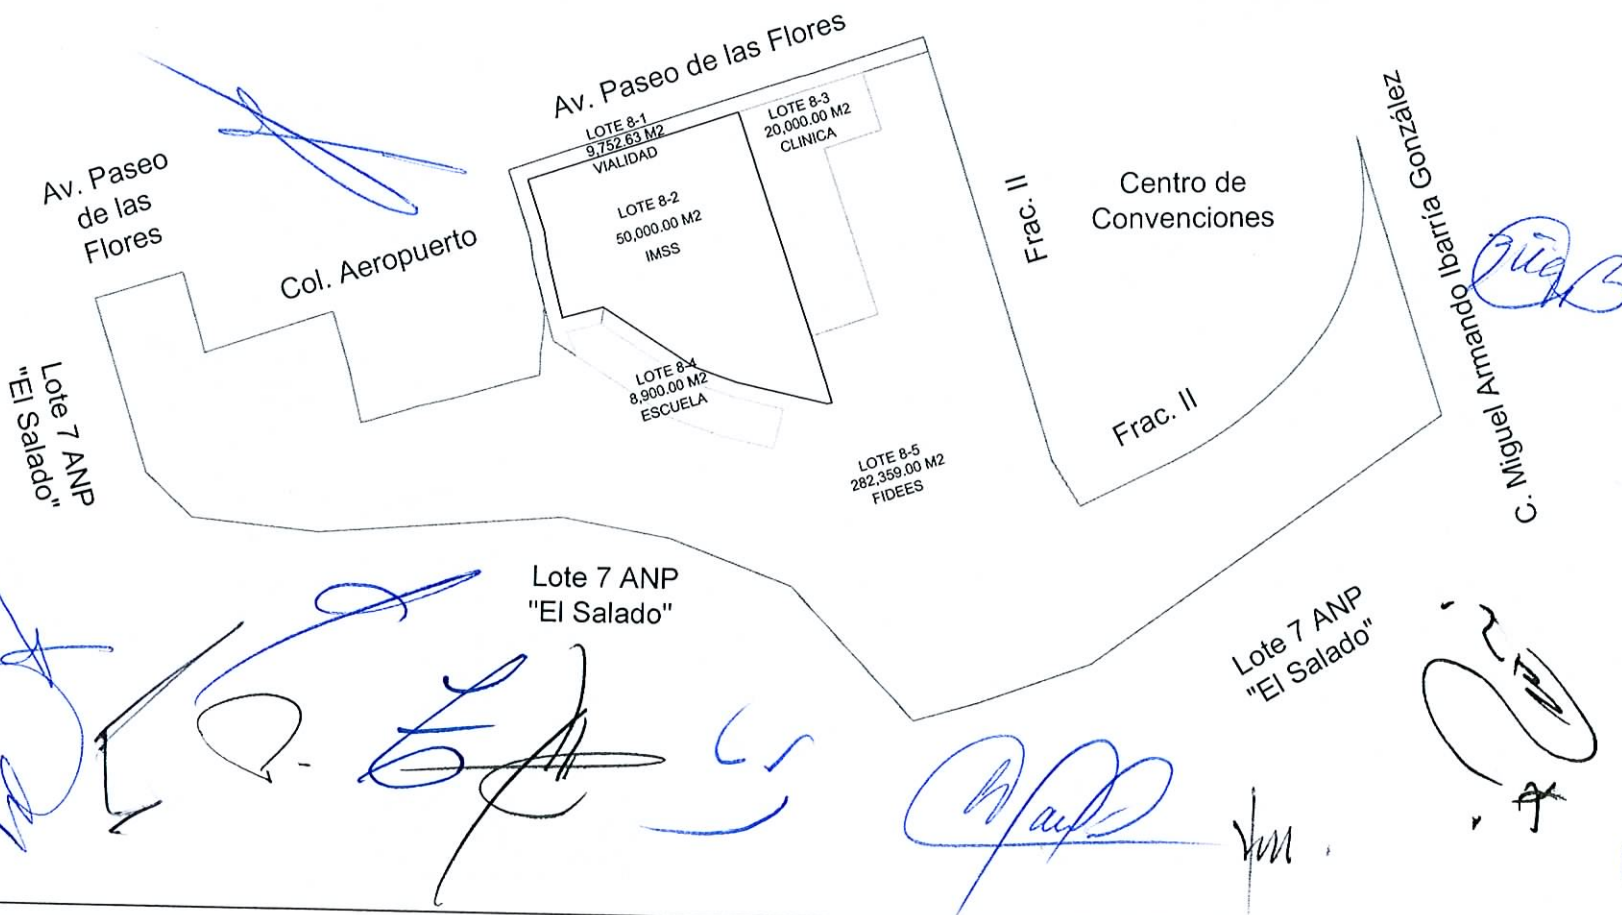 Av. Paseo de las Flores
Av. Paseo
de las
Flores
Col. Aeropuerto
LOTE 8-1
9,752.63 M2
VIALIDAD
LOTE 8-3
20,000.00 M2
CLINICA
LOTE 8-2
50,000.00 M2
IMSS
Frac. II
Centro de
Convenciones
C. Miguel Armando Ibarria González
Lote 7 ANP
"El Salado"
LOTE 8-4
8,900.00 M2
ESCUELA
Frac. II
LOTE 8-5
282,359.00 M2
FIDEES
Lote 7 ANP
"El Salado"
Lote 7 ANP
"El Salado"